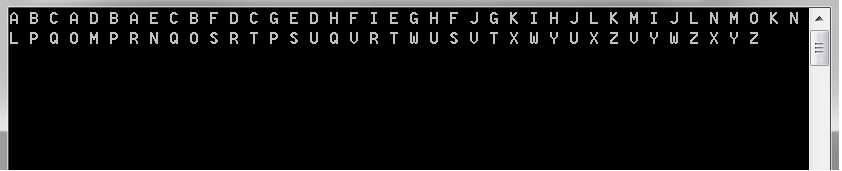 A B C A D B A E C B F D C G E D H F I E G H F J G K I H J L K M I J L N M O K N
L P Q O M P R N Q O S R T P S U Q V R T W U S V T X W Y U X Z V Y W Z X Y Z